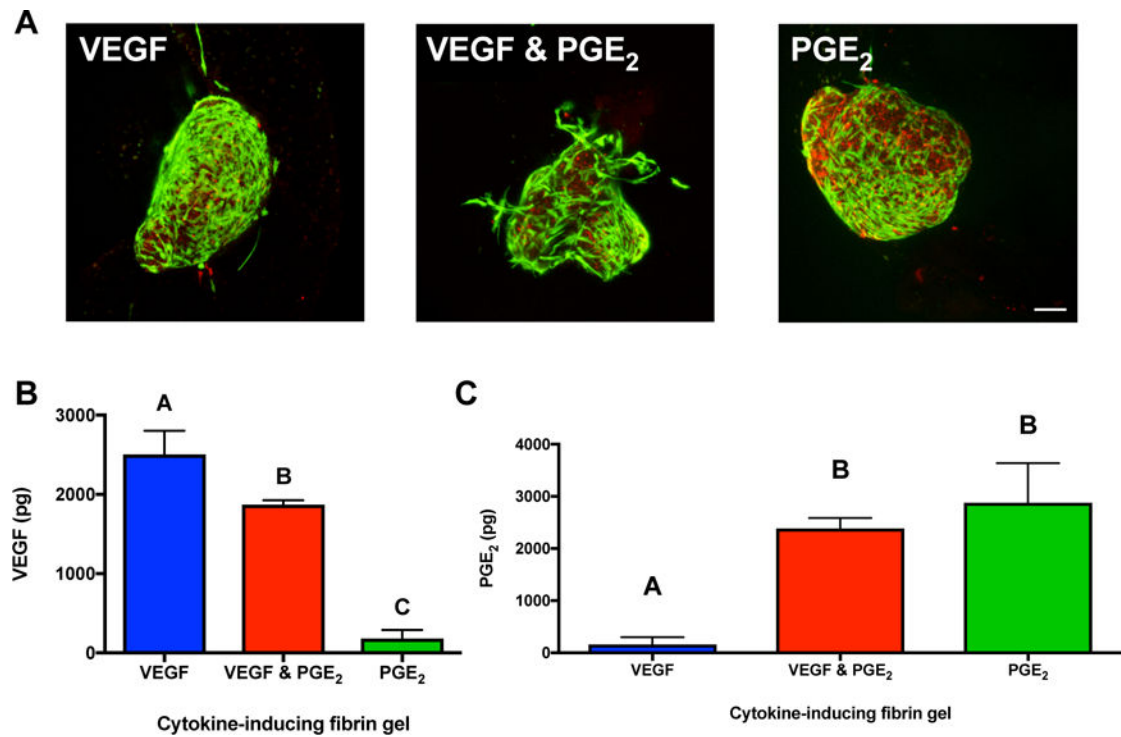 A
VEGF
VEGF & PGE₂
PGE₂
B
VEGF (pg)
3000
2000
1000
0
A
B
C
VEGF
VEGF & PGE₂
PGE₂
Cytokine-inducing fibrin gel
C
PGE₂ (pg)
4000
3000
2000
1000
0
A
B
B
VEGF
VEGF & PGE₂
PGE₂
Cytokine-inducing fibrin gel